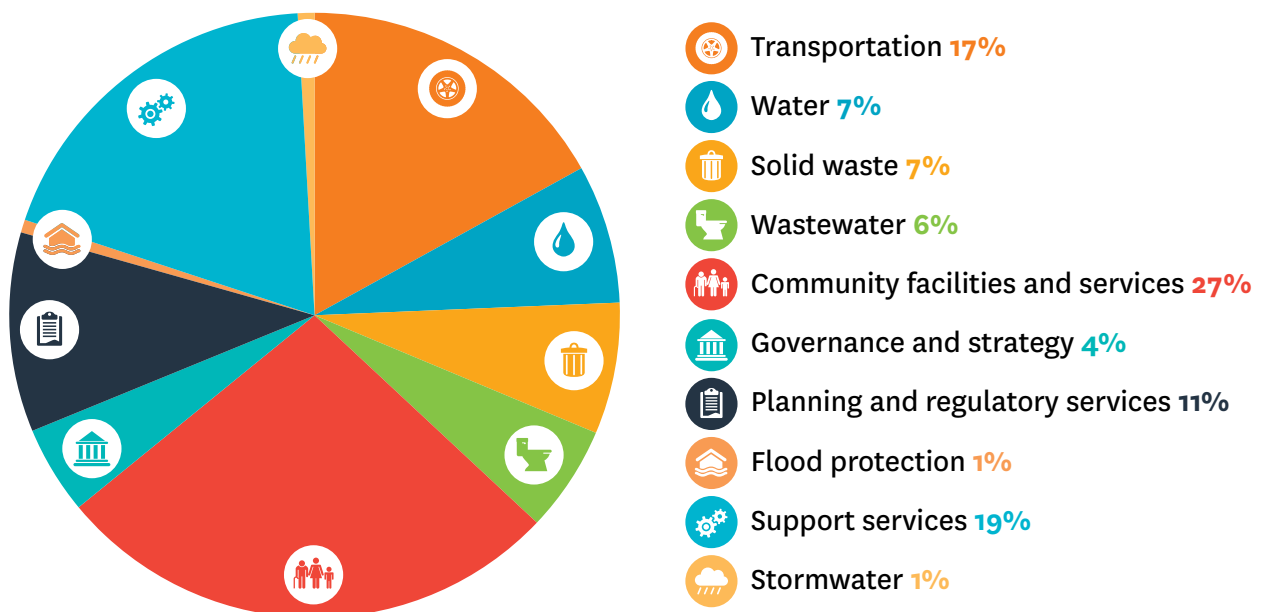 Transportation 17%
Water 7%
Solid waste 7%
Wastewater 6%
Community facilities and services 27%
Governance and strategy 4%
Planning and regulatory services 11%
Flood protection 1%
Support services 19%
Stormwater 1%